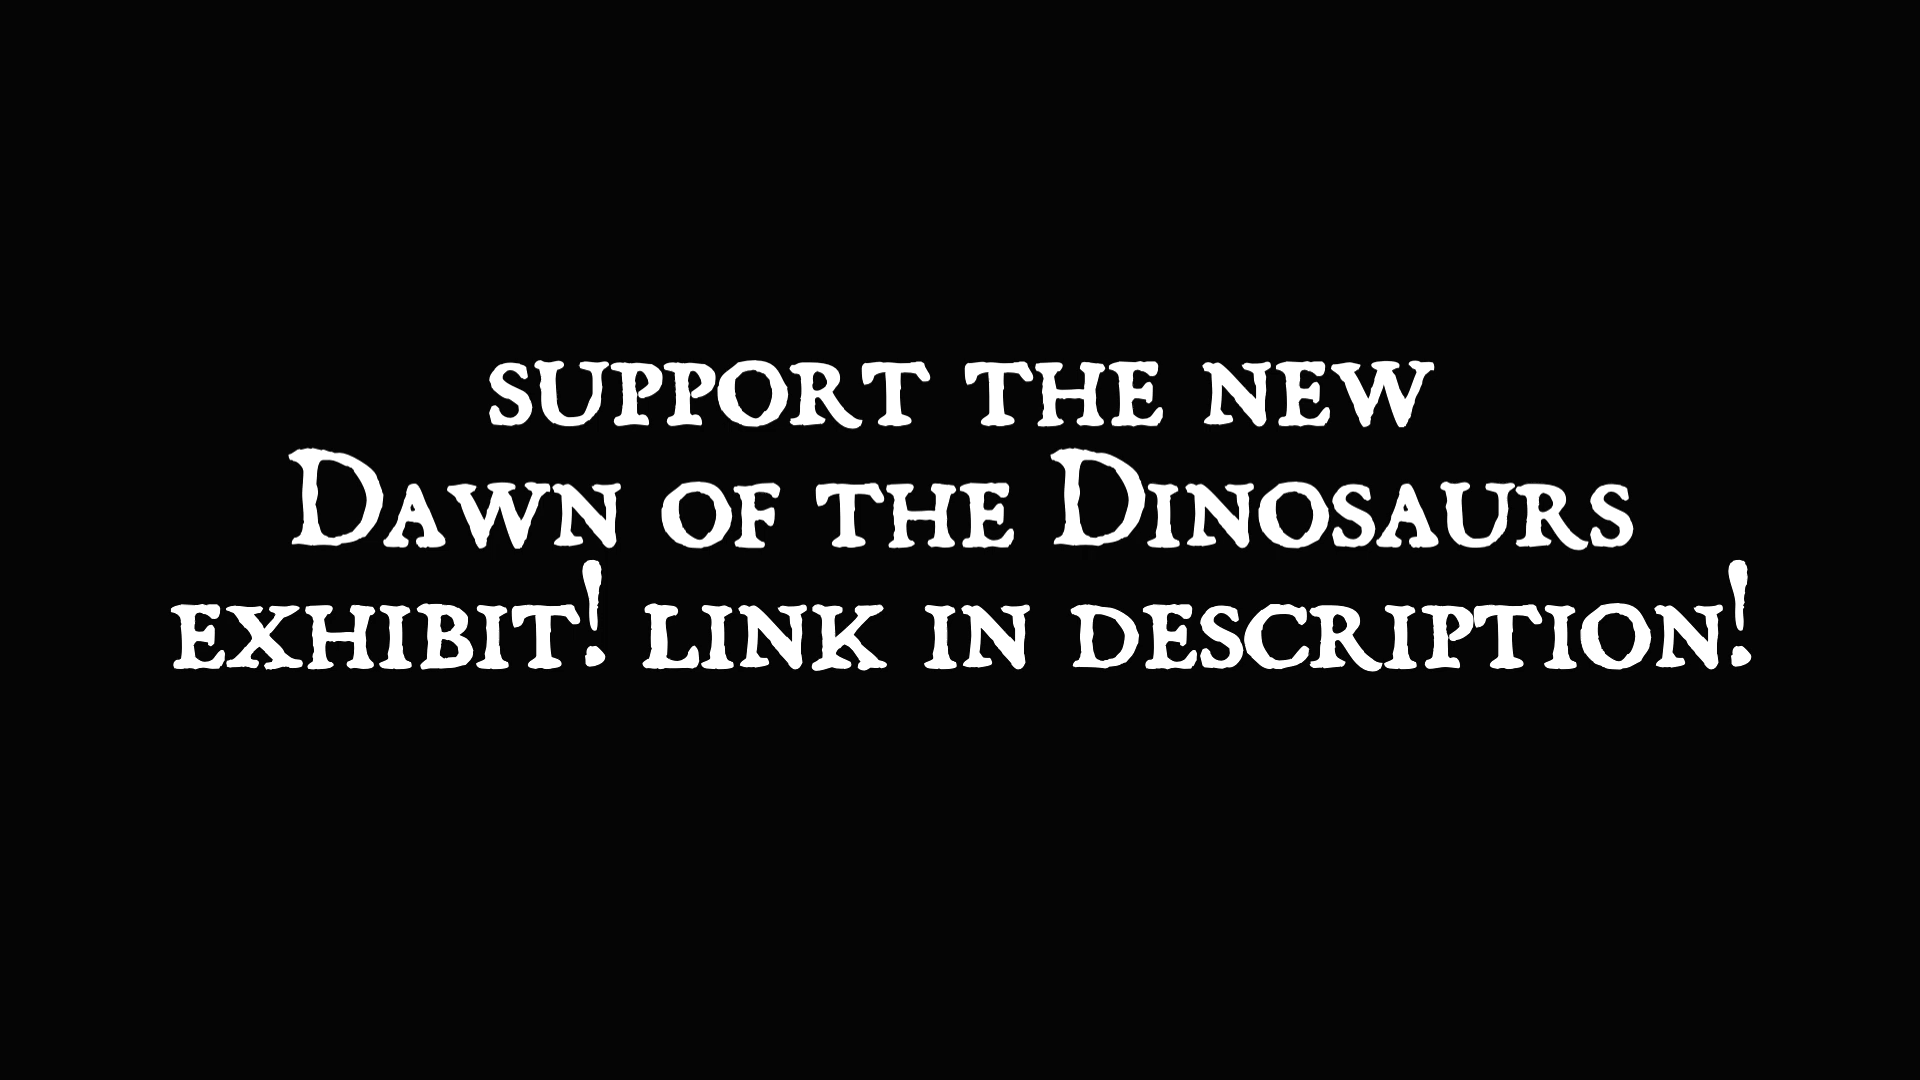 support the new
Dawn of the Dinosaurs
exhibit! link in description!